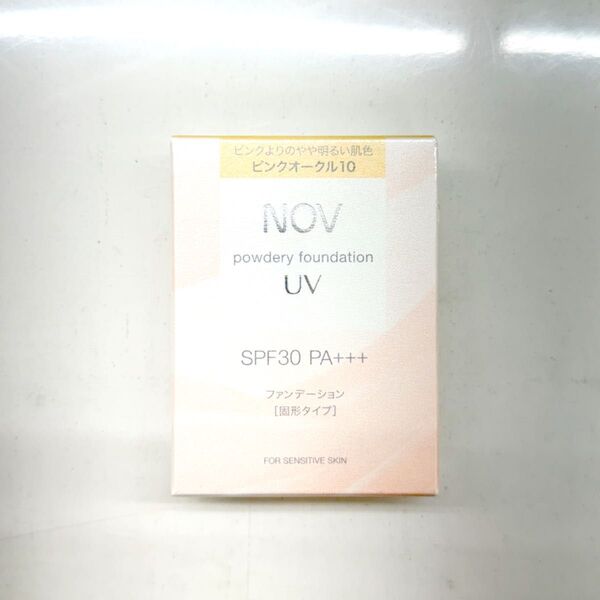 ピンクよりのやや明るい肌色
ピンクオークル10
NOV
powdery foundation
UV
SPF30 PA+++
ファンデーション
[固形タイプ]
FOR SENSITIVE SKIN